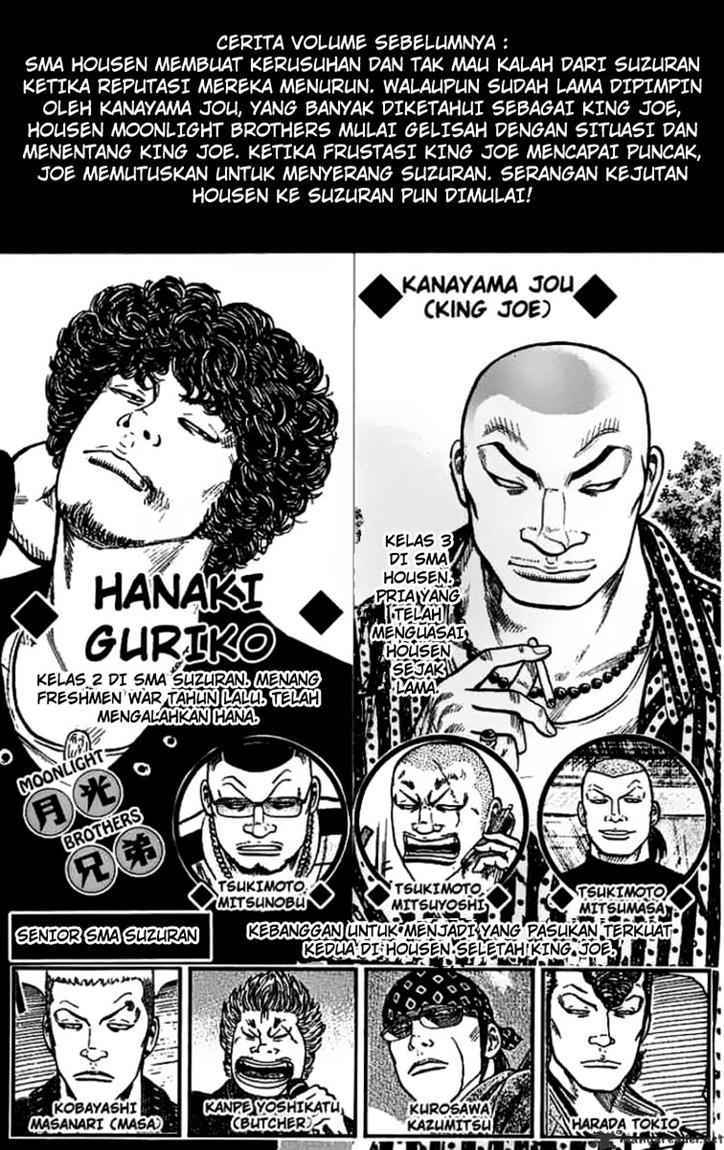 CERITA VOLUME SEBELUMNYA :
SMA HOUSEN MEMBUAT KERUSUHAN DAN TAK MAU KALAH DARI SUZURAN
KETIKA REPUTASI MEREKA MENURUN. WALAUPUN SUDAH LAMA DIPIMPIN
OLEH KANAYAMA JOU, YANG BANYAK DIKETAHUI SEBAGAI KING JOE,
HOUSEN MOONLIGHT BROTHERS MULAI GELISAH DENGAN SITUASI DAN
MENENTANG KING JOE. KETIKA FRUSTASI KING JOE MENCAPAI PUNCAK,
JOE MEMUTUSKAN UNTUK MENYERANG SUZURAN. SERANGAN KEJUTAN
HOUSEN KE SUZURAN PUN DIMULAI!
KANAYAMA JOU
(KING JOE)
KELAS 3
DI SMA
HOUSEN.
PRIA YANG
TELAH
MENGUASAI
HOUSEN
SEJAK
LAMA.
HANAKI
GURIKO
KELAS 2 DI SMA SUZURAN. MENANG
FRESHMEN WAR TAHUN LALU. TELAH
MENGALAHKAN HANA.
MOONLIGHT
月光
BROTHERS
兄弟
TSUKIMOTO
MITSUNOBU
TSUKIMOTO
MITSUYOSHI
TSUKIMOTO
MITSUMASA
KEBANGGAN UNTUK MENJADI YANG PASUKAN TERKUAT
KEDUA DI HOUSEN SELETAH KING JOE.
SENIOR SMA SUZURAN
KOBAYASHI
MASANARI (MASA)
KANPE YOSHIKATU
(BUTCHER)
KUROSAWA
KAZUMITSU
HARADA TOKIO